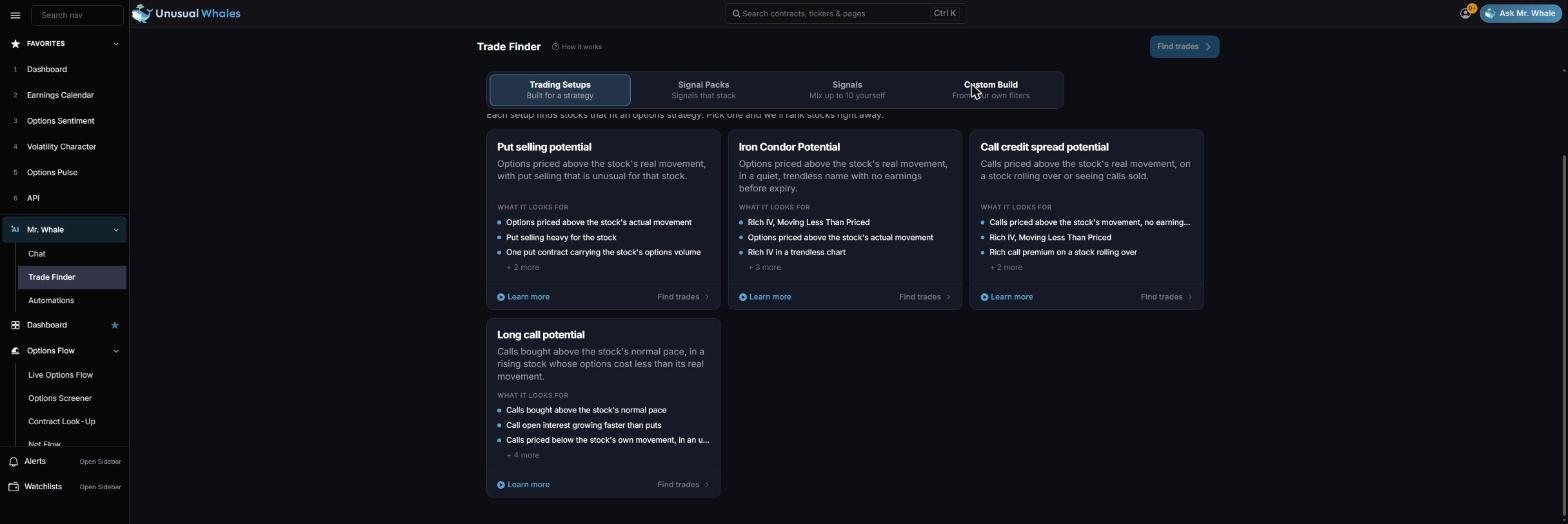 Search nav
Unusual Whales
Search contracts, tickers & pages
Ctrl K
9+
Ask Mr. Whale
FAVORITES
1 Dashboard
2 Earnings Calendar
3 Options Sentiment
4 Volatility Character
5 Options Pulse
6 API
AI Mr. Whale
Chat
Trade Finder
Automations
Dashboard
Options Flow
Live Options Flow
Options Screener
Contract Look-Up
Net Flow
Alerts Open Sidebar
Watchlists Open Sidebar
Trade Finder
How it works
Find trades
Trading Setups
Built for a strategy
Signal Packs
Signals that stack
Signals
Mix up to 10 yourself
Custom Build
From your own filters
Each setup finds stocks that fit an options strategy. Pick one and we'll rank stocks right away.
Put selling potential
Options priced above the stock's real movement,
with put selling that is unusual for that stock.
WHAT IT LOOKS FOR
Options priced above the stock's actual movement
Put selling heavy for the stock
One put contract carrying the stock's options volume
+ 2 more
Learn more
Find trades
Iron Condor Potential
Options priced above the stock's real movement,
in a quiet, trendless name with no earnings
before expiry.
WHAT IT LOOKS FOR
Rich IV, Moving Less Than Priced
Options priced above the stock's actual movement
Rich IV in a trendless chart
+ 3 more
Learn more
Find trades
Call credit spread potential
Calls priced above the stock's real movement, on
a stock rolling over or seeing calls sold.
WHAT IT LOOKS FOR
Calls priced above the stock's movement, no earning...
Rich IV, Moving Less Than Priced
Rich call premium on a stock rolling over
+ 2 more
Learn more
Find trades
Long call potential
Calls bought above the stock's normal pace, in a
rising stock whose options cost less than its real
movement.
WHAT IT LOOKS FOR
Calls bought above the stock's normal pace
Call open interest growing faster than puts
Calls priced below the stock's own movement, in an u...
+ 4 more
Learn more
Find trades